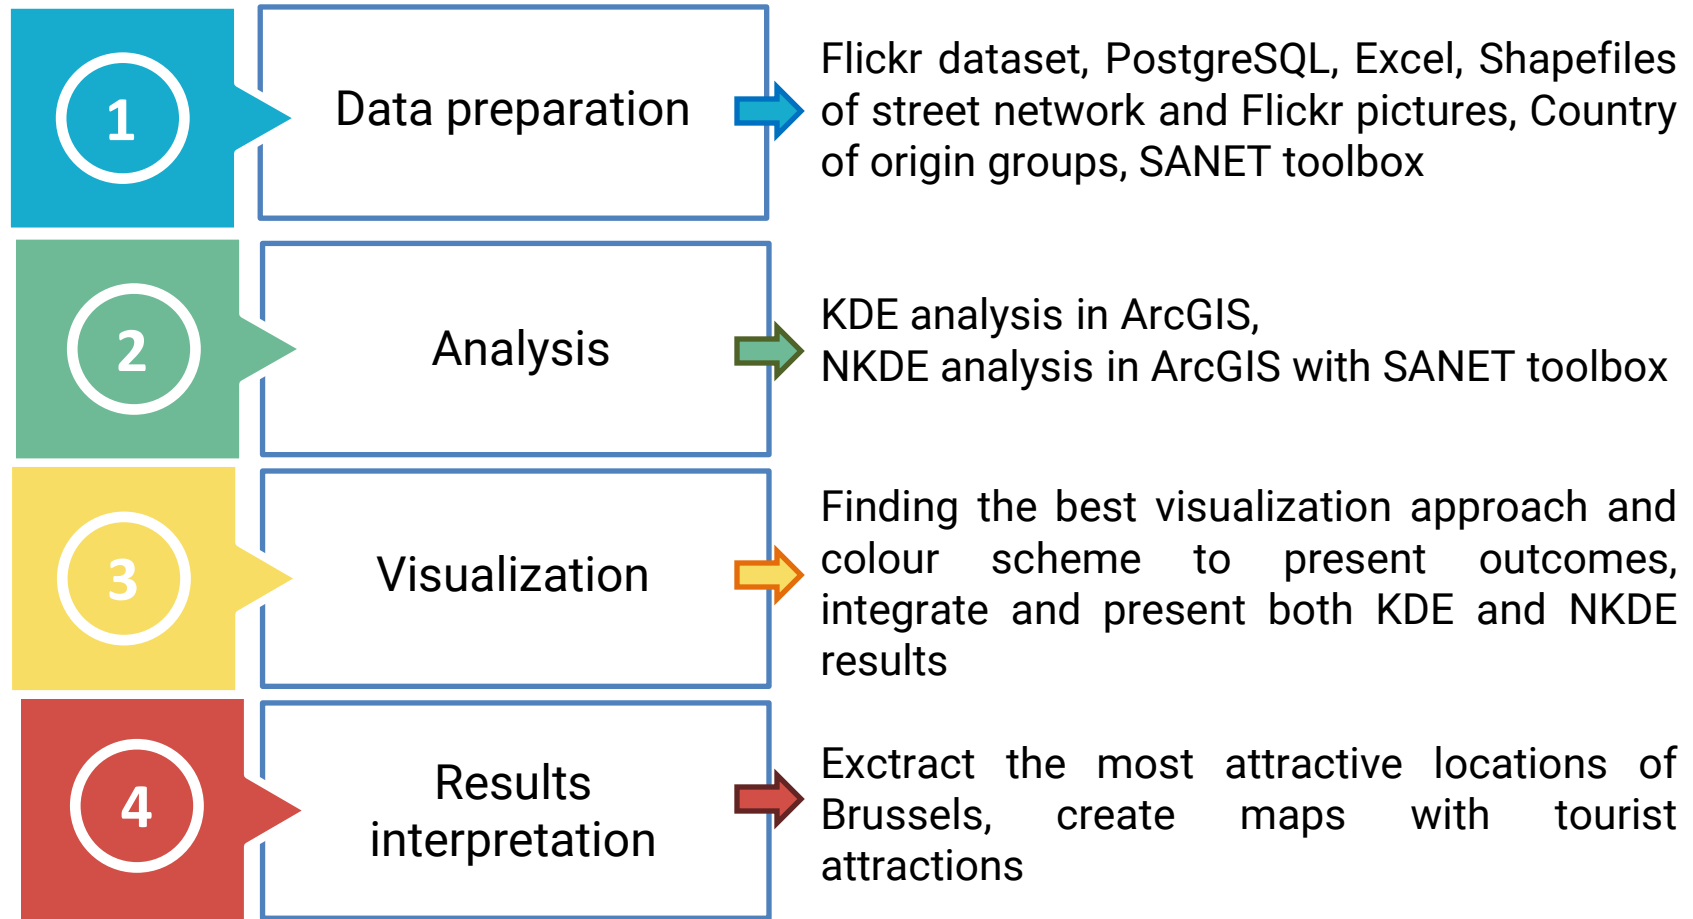 1
Data preparation
Flickr dataset, PostgreSQL, Excel, Shapefiles
of street network and Flickr pictures, Country
of origin groups, SANET toolbox
2
Analysis
KDE analysis in ArcGIS,
NKDE analysis in ArcGIS with SANET toolbox
3
Visualization
Finding the best visualization approach and
colour scheme to present outcomes,
integrate and present both KDE and NKDE
results
4
Results
interpretation
Exctract the most attractive locations of
Brussels, create maps with tourist
attractions